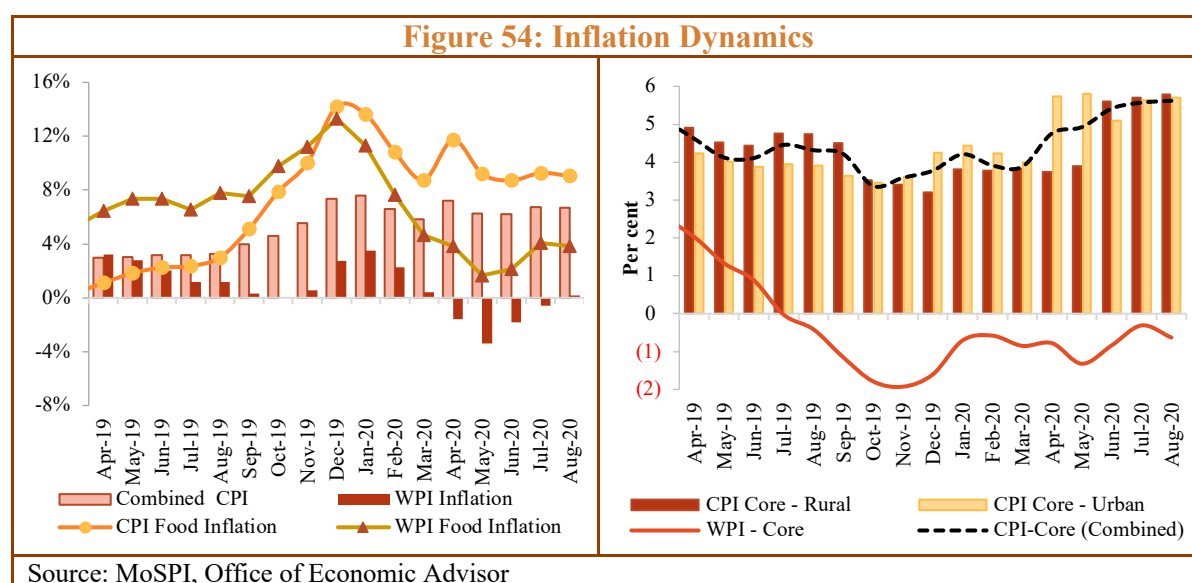 Figure 54: Inflation Dynamics
16%
12%
8%
4%
0%
-4%
-8%
Apr-19
May-19
Jun-19
Jul-19
Aug-19
Sep-19
Oct-19
Nov-19
Dec-19
Jan-20
Feb-20
Mar-20
Apr-20
May-20
Jun-20
Jul-20
Aug-20
Combined CPI
WPI Inflation
CPI Food Inflation
WPI Food Inflation
Per cent
6
5
4
3
2
1
0
(1)
(2)
Apr-19
May-19
Jun-19
Jul-19
Aug-19
Sep-19
Oct-19
Nov-19
Dec-19
Jan-20
Feb-20
Mar-20
Apr-20
May-20
Jun-20
Jul-20
Aug-20
CPI Core - Rural
CPI Core - Urban
WPI - Core
CPI-Core (Combined)
Source: MoSPI, Office of Economic Advisor